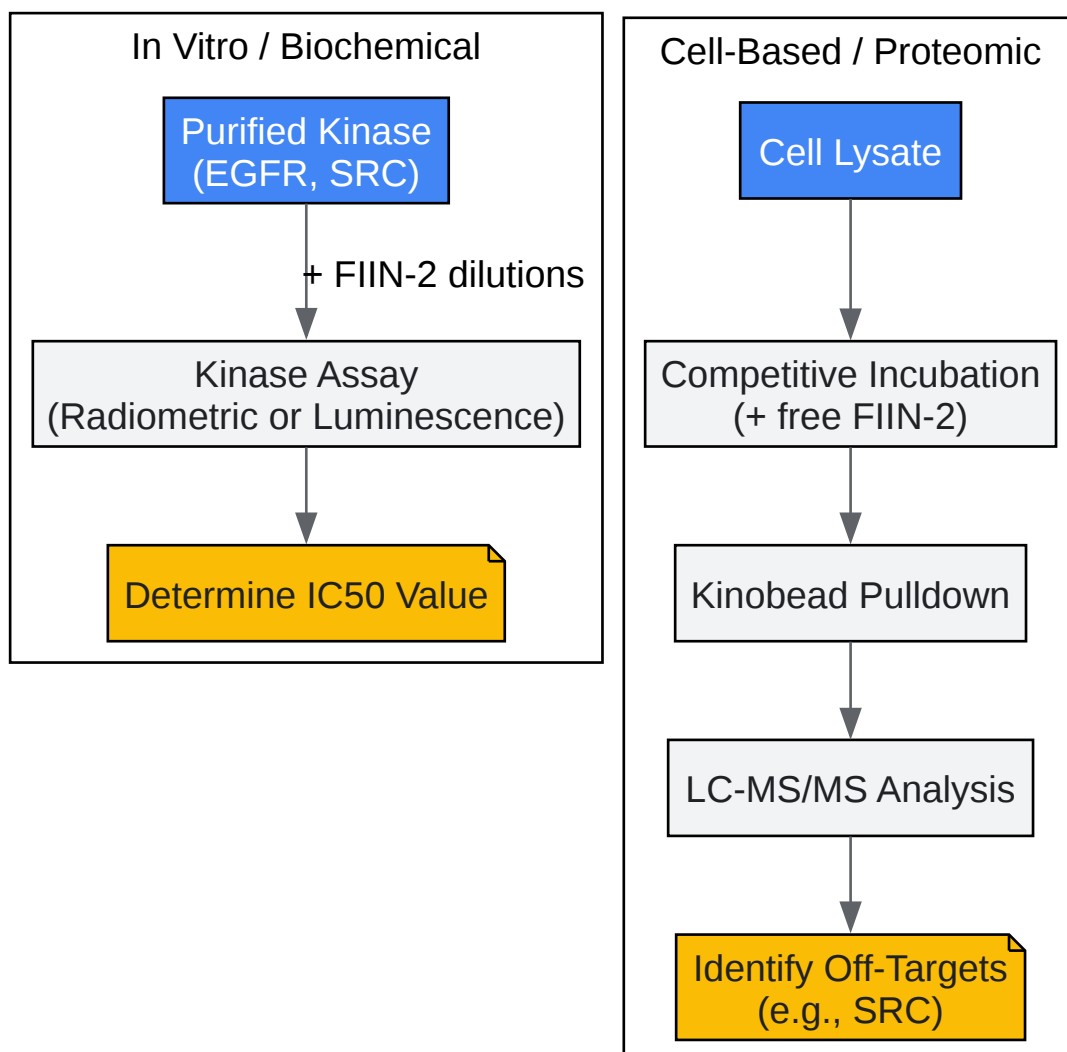 In Vitro / Biochemical
Purified Kinase
(EGFR, SRC)
+ FIIN-2 dilutions
Kinase Assay
(Radiometric or Luminescence)
Determine IC50 Value
Cell-Based / Proteomic
Cell Lysate
Competitive Incubation
(+ free FIIN-2)
Kinobead Pulldown
LC-MS/MS Analysis
Identify Off-Targets
(e.g., SRC)